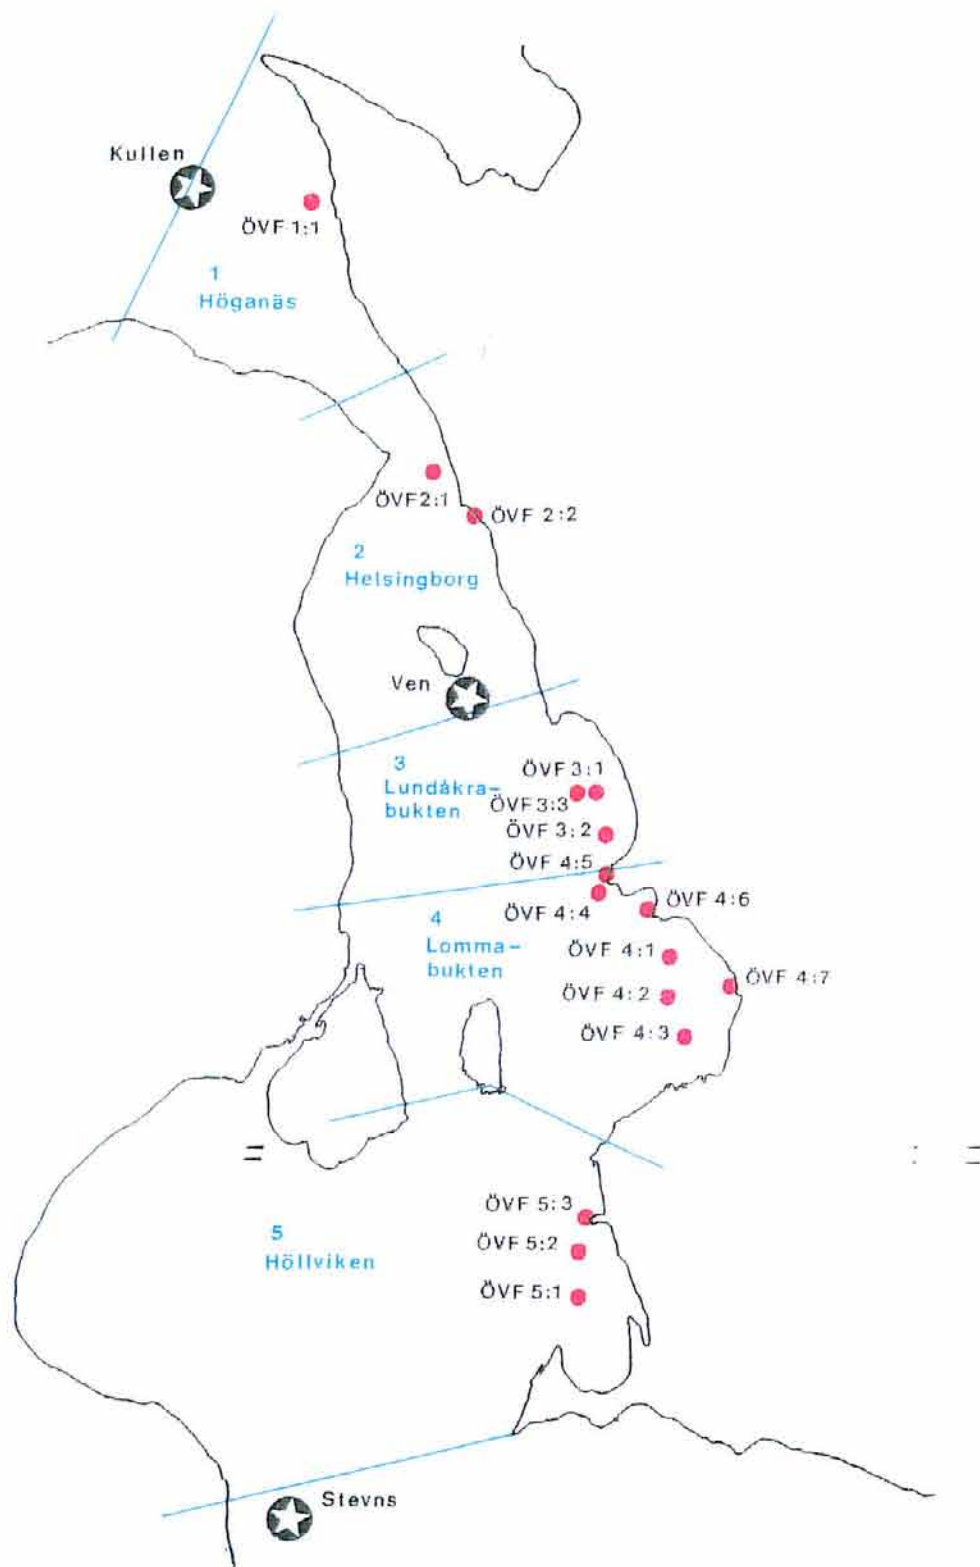 Kullen
ÖVF 1:1
1
Höganäs
ÖVF2:1
ÖVF 2:2
2
Helsingborg
Ven
3
Lundåkra-
bukten
ÖVF 3:1
ÖVF 3:3
ÖVF 3:2
ÖVF 4:5
ÖVF 4:4
ÖVF 4:6
4
Lomma-
bukten
ÖVF 4:1
ÖVF 4:7
ÖVF 4:2
ÖVF 4:3
ÖVF 5:3
5
Höllviken
ÖVF 5:2
ÖVF 5:1
Stevns